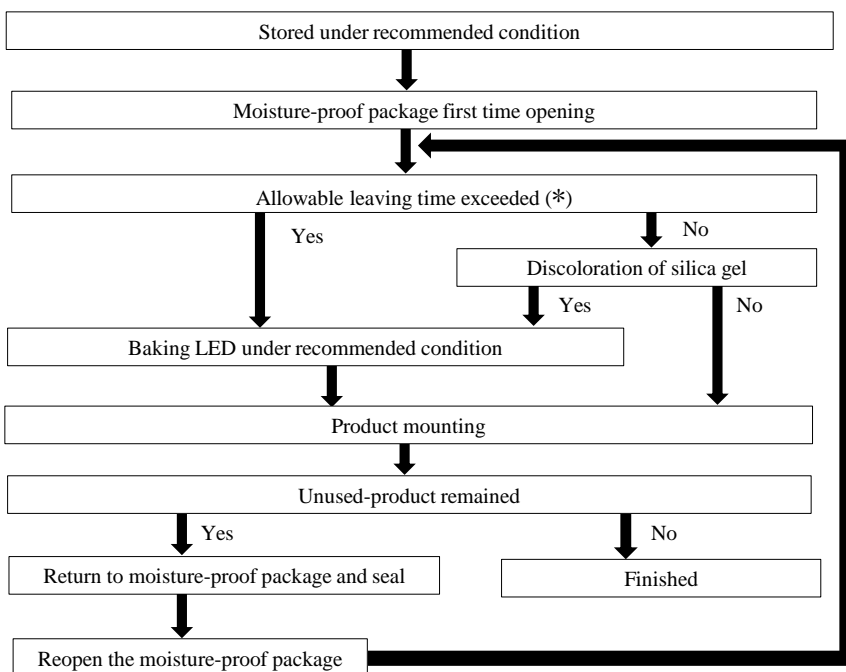 Stored under recommended condition
Moisture-proof package first time opening
Allowable leaving time exceeded (*)
Yes
No
Discoloration of silica gel
Yes
No
Baking LED under recommended condition
Product mounting
Unused-product remained
Yes
No
Return to moisture-proof package and seal
Finished
Reopen the moisture-proof package